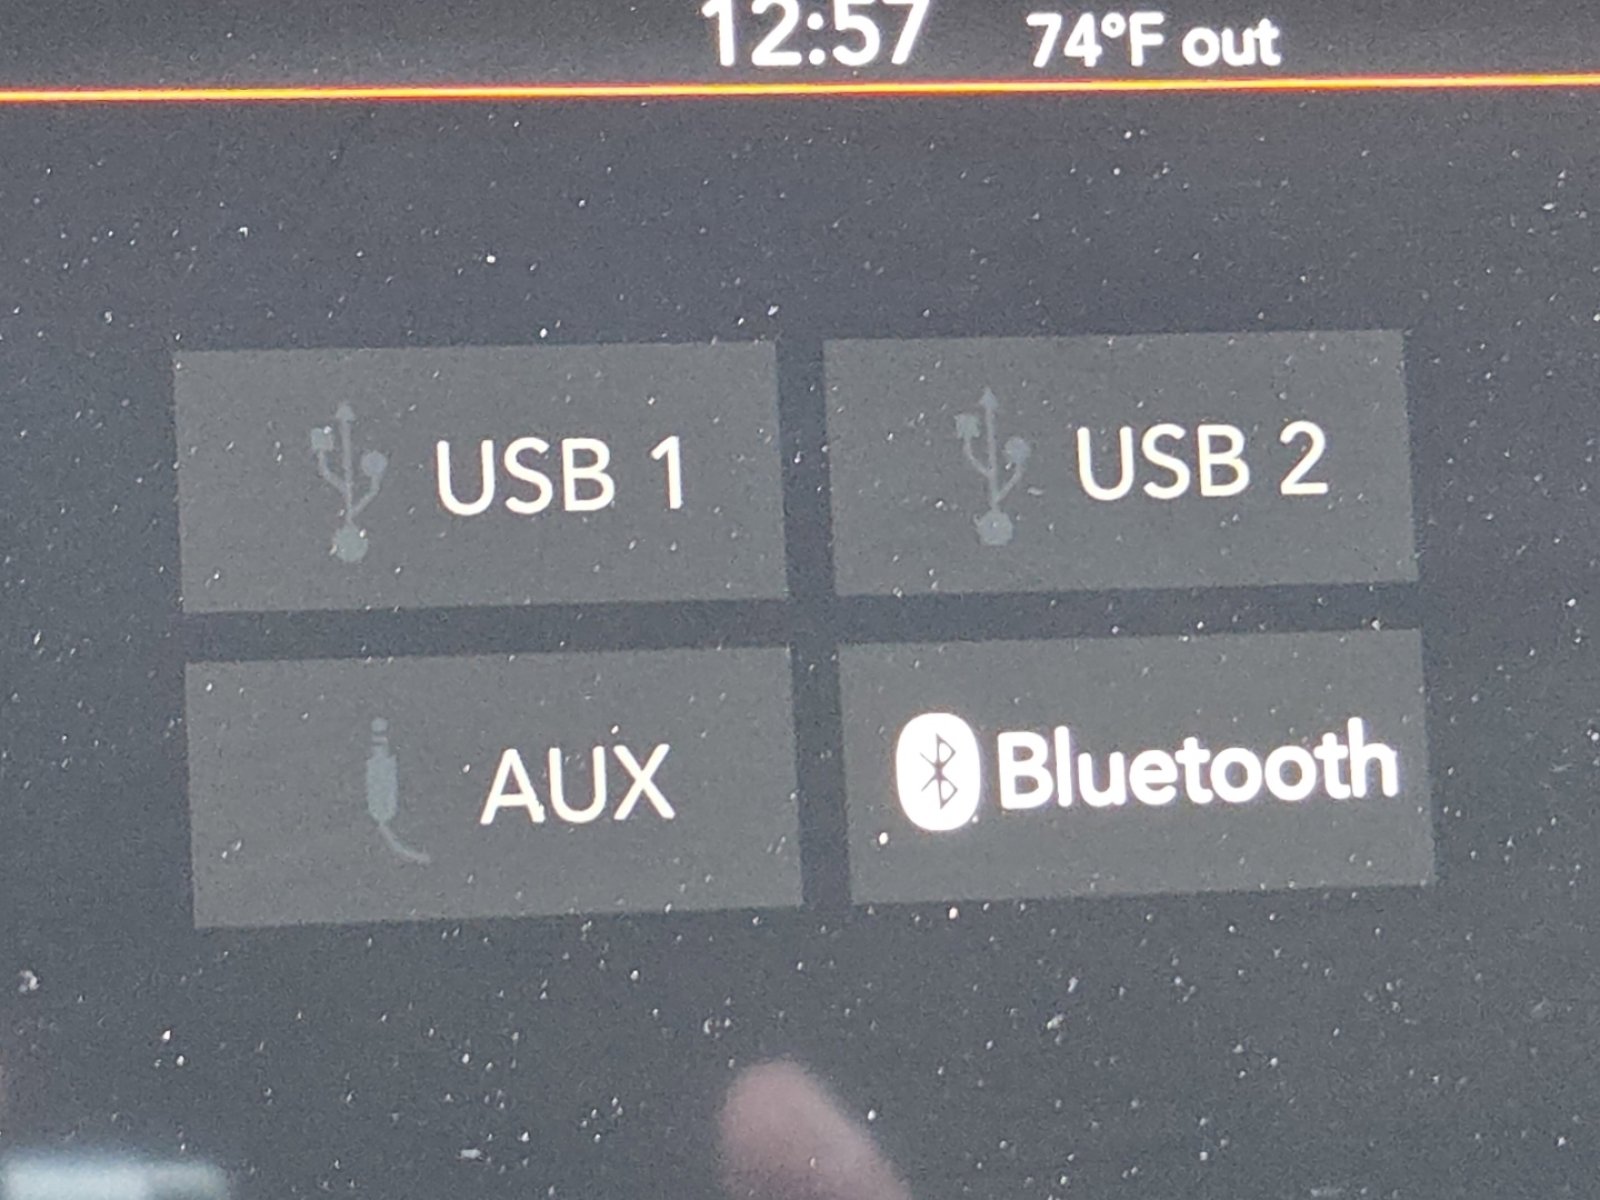 12:57 74°F out
USB 1 USB 2
AUX Bluetooth